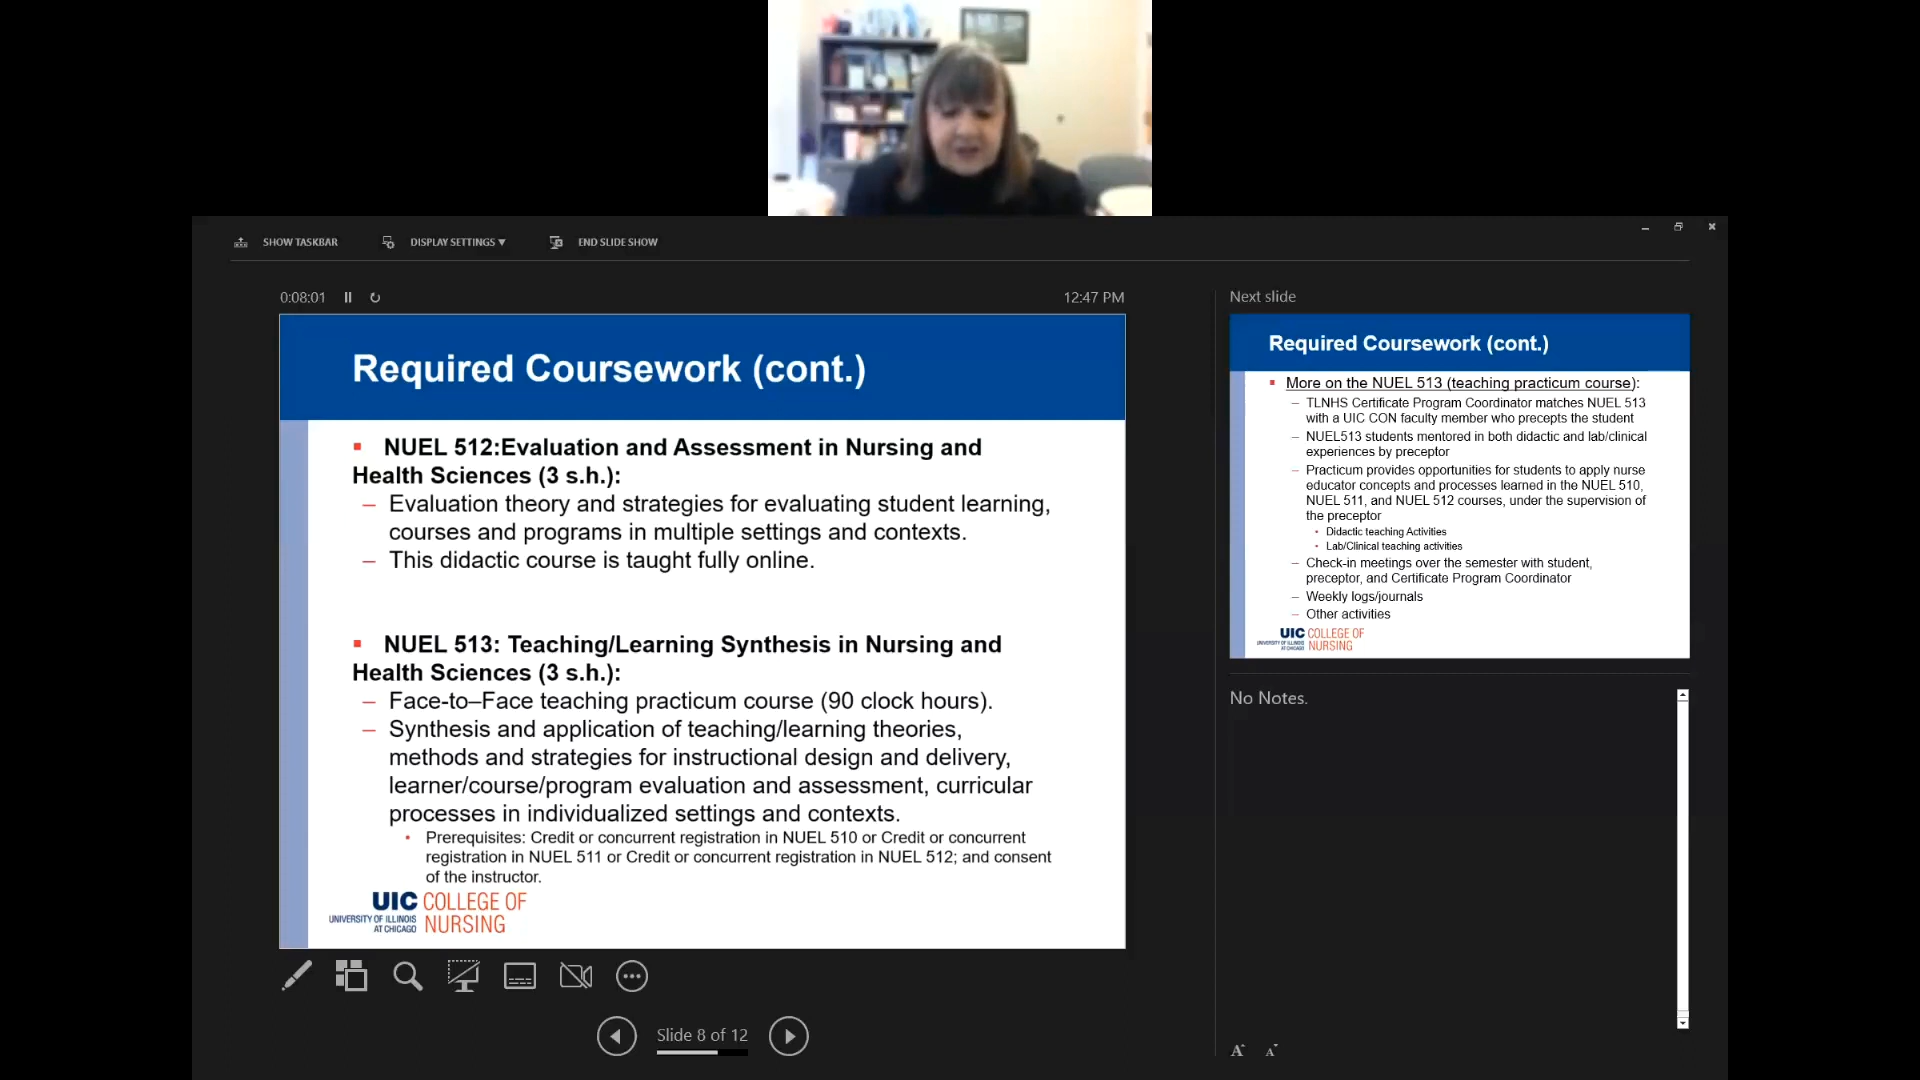 SHOW TASKBAR
DISPLAY SETTINGS ▾
END SLIDE SHOW
0:08:01
12:47 PM
Required Coursework (cont.)
▪ NUEL 512:Evaluation and Assessment in Nursing and
Health Sciences (3 s.h.):
– Evaluation theory and strategies for evaluating student learning,
courses and programs in multiple settings and contexts.
– This didactic course is taught fully online.
▪ NUEL 513: Teaching/Learning Synthesis in Nursing and
Health Sciences (3 s.h.):
– Face-to–Face teaching practicum course (90 clock hours).
– Synthesis and application of teaching/learning theories,
methods and strategies for instructional design and delivery,
learner/course/program evaluation and assessment, curricular
processes in individualized settings and contexts.
• Prerequisites: Credit or concurrent registration in NUEL 510 or Credit or concurrent
registration in NUEL 511 or Credit or concurrent registration in NUEL 512; and consent
of the instructor.
UIC COLLEGE OF
UNIVERSITY OF ILLINOIS NURSING
AT CHICAGO
Slide 8 of 12
Next slide
Required Coursework (cont.)
▪ More on the NUEL 513 (teaching practicum course):
– TLNHS Certificate Program Coordinator matches NUEL 513
with a UIC CON faculty member who precepts the student
– NUEL513 students mentored in both didactic and lab/clinical
experiences by preceptor
– Practicum provides opportunities for students to apply nurse
educator concepts and processes learned in the NUEL 510,
NUEL 511, and NUEL 512 courses, under the supervision of
the preceptor
• Didactic teaching Activities
• Lab/Clinical teaching activities
– Check-in meetings over the semester with student,
preceptor, and Certificate Program Coordinator
– Weekly logs/journals
– Other activities
UIC COLLEGE OF
UNIVERSITY OF ILLINOIS NURSING
AT CHICAGO
No Notes.
A A